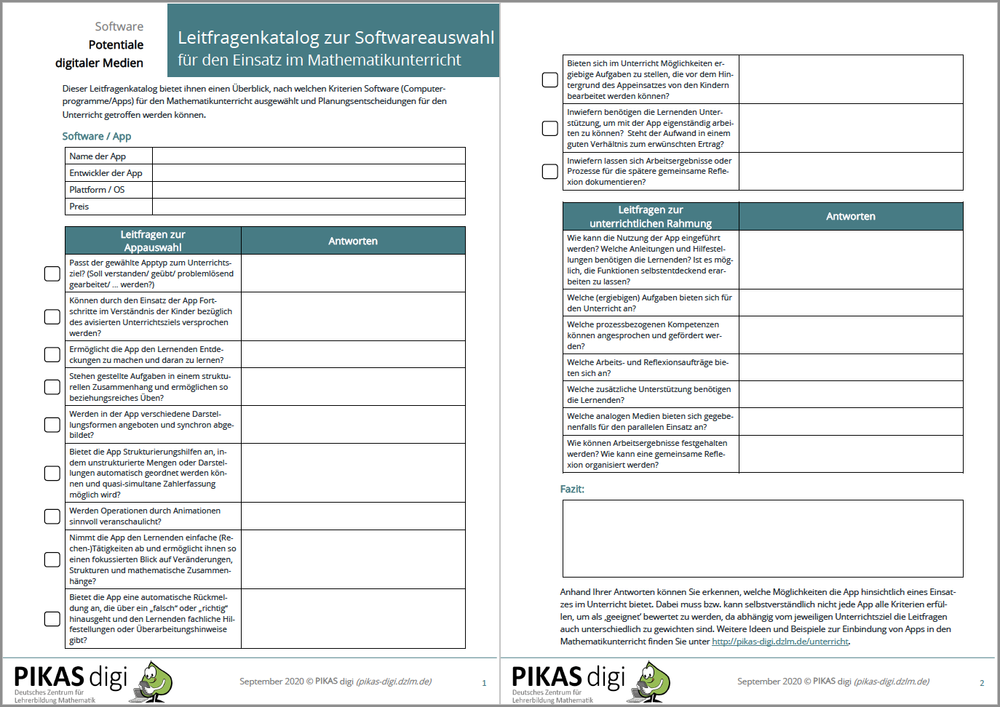 Software
Potentiale
digitaler Medien
Leitfragenkatalog zur Softwareauswahl
für den Einsatz im Mathematikunterricht
Dieser Leitfragenkatalog bietet ihnen einen Überblick, nach welchen Kriterien Software (Computer-
programme/Apps) für den Mathematikunterricht ausgewählt und Planungsentscheidungen für den
Unterricht getroffen werden können.
Software / App
Name der App
Entwickler der App
Plattform / OS
Preis
Leitfragen zur
Appauswahl
Antworten
Passt der gewählte Apptyp zum Unterrichts-
ziel? (Soll verstanden/ geübt/ problemlösend
gearbeitet/ ... werden?)
Können durch den Einsatz der App Fort-
schritte im Verständnis der Kinder bezüglich
des avisierten Unterrichtsziels versprochen
werden?
Ermöglicht die App den Lernenden Entde-
ckungen zu machen und daran zu lernen?
Stehen gestellte Aufgaben in einem struktu-
rellen Zusammenhang und ermöglichen so
beziehungsreiches Üben?
Werden in der App verschiedene Darstel-
lungsformen angeboten und synchron abge-
bildet?
Bietet die App Strukturierungshilfen an, in-
dem unstrukturierte Mengen oder Darstel-
lungen automatisch geordnet werden kön-
nen und quasi-simultane Zahlerfassung
möglich wird?
Werden Operationen durch Animationen
sinnvoll veranschaulicht?
Nimmt die App den Lernenden einfache (Re-
chen-)Tätigkeiten ab und ermöglicht ihnen so
einen fokussierten Blick auf Veränderungen,
Strukturen und mathematische Zusammen-
hänge?
Bietet die App eine automatische Rückmel-
dung an, die über ein „falsch“ oder „richtig“
hinausgeht und den Lernenden fachliche Hil-
festellungen oder Überarbeitungshinweise
gibt?
PIKAS digi
Deutsches Zentrum für
Lehrerbildung Mathematik
September 2020 © PIKAS digi (pikas-digi.dzlm.de)
1
Bieten sich im Unterricht Möglichkeiten er-
giebige Aufgaben zu stellen, die vor dem Hin-
tergrund des Appeinsatzes von den Kindern
bearbeitet werden können?
Inwiefern benötigen die Lernenden Unter-
stützung, um mit der App eigenständig arbei-
ten zu können? Steht der Aufwand in einem
guten Verhältnis zum erwünschten Ertrag?
Inwiefern lassen sich Arbeitsergebnisse oder
Prozesse für die spätere gemeinsame Refle-
xion dokumentieren?
Leitfragen zur
unterrichtlichen Rahmung
Antworten
Wie kann die Nutzung der App eingeführt
werden? Welche Anleitungen und Hilfestel-
lungen benötigen die Lernenden? Ist es mög-
lich, die Funktionen selbstentdeckend erar-
beiten zu lassen?
Welche (ergiebigen) Aufgaben bieten sich für
den Unterricht an?
Welche prozessbezogenen Kompetenzen
können angesprochen und gefördert wer-
den?
Welche Arbeits- und Reflexionsaufträge bie-
ten sich an?
Welche zusätzliche Unterstützung benötigen
die Lernenden?
Welche analogen Medien bieten sich gegebe-
nenfalls für den parallelen Einsatz an?
Wie können Arbeitsergebnisse festgehalten
werden? Wie kann eine gemeinsame Refle-
xion organisiert werden?
Fazit:
Anhand Ihrer Antworten können Sie erkennen, welche Möglichkeiten die App hinsichtlich eines Einsat-
zes im Unterricht bietet. Dabei muss bzw. kann selbstverständlich nicht jede App alle Kriterien erfül-
len, um als ‚geeignet‘ bewertet zu werden, da abhängig vom jeweiligen Unterrichtsziel die Leitfragen
auch unterschiedlich zu gewichten sind. Weitere Ideen und Beispiele zur Einbindung von Apps in den
Mathematikunterricht finden Sie unter http://pikas-digi.dzlm.de/unterricht.
PIKAS digi
Deutsches Zentrum für
Lehrerbildung Mathematik
September 2020 © PIKAS digi (pikas-digi.dzlm.de)
2